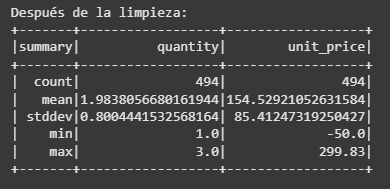 Después de la limpieza:
+-------+------------------+------------------+
|summary|          quantity|        unit_price|
+-------+------------------+------------------+
|  count|               494|               494|
|   mean|1.9838056680161944|154.52921052631584|
| stddev|0.8004441532568164| 85.41247319250427|
|    min|               1.0|             -50.0|
|    max|               3.0|            299.83|
+-------+------------------+------------------+